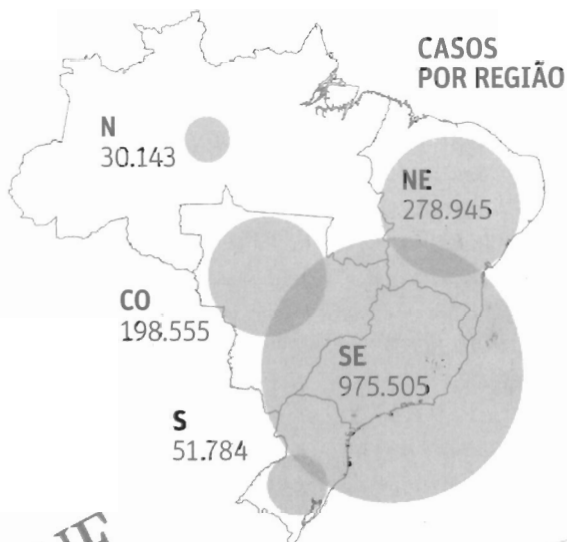 CASOS
POR REGIÃO
N
30.143
NE
278.945
CO
198.555
SE
975.505
S
51.784